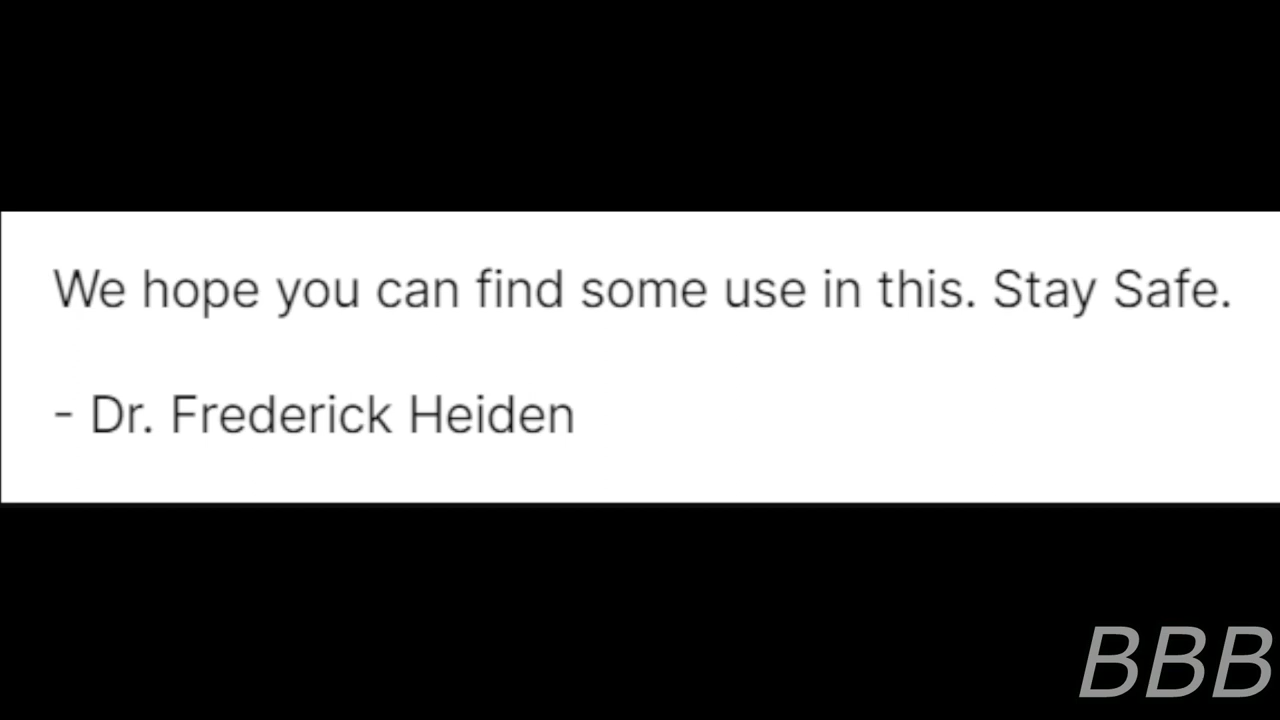 We hope you can find some use in this. Stay Safe.
- Dr. Frederick Heiden
BBB